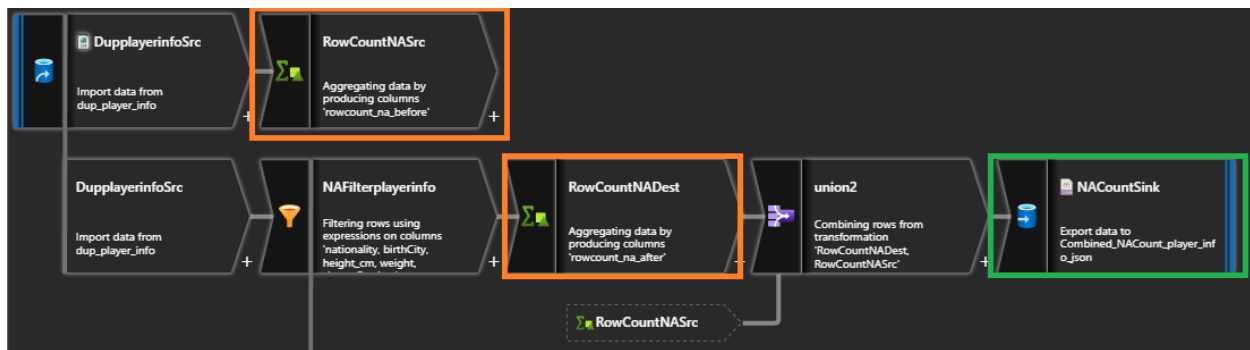 DupplayerinfoSrc
Import data from
dup_player_info
+
RowCountNASrc
Aggregating data by
producing columns
'rowcount_na_before'
+
DupplayerinfoSrc
Import data from
dup_player_info
+
NAFilterplayerinfo
Filtering rows using
expressions on columns
'nationality, birthCity,
height_cm, weight,
+
RowCountNADest
Aggregating data by
producing columns
'rowcount_na_after'
+
union2
Combining rows from
transformation
'RowCountNADest,
RowCountNASrc'
+
NACountSink
Export data to
Combined_NACount_player_inf
o_json
RowCountNASrc